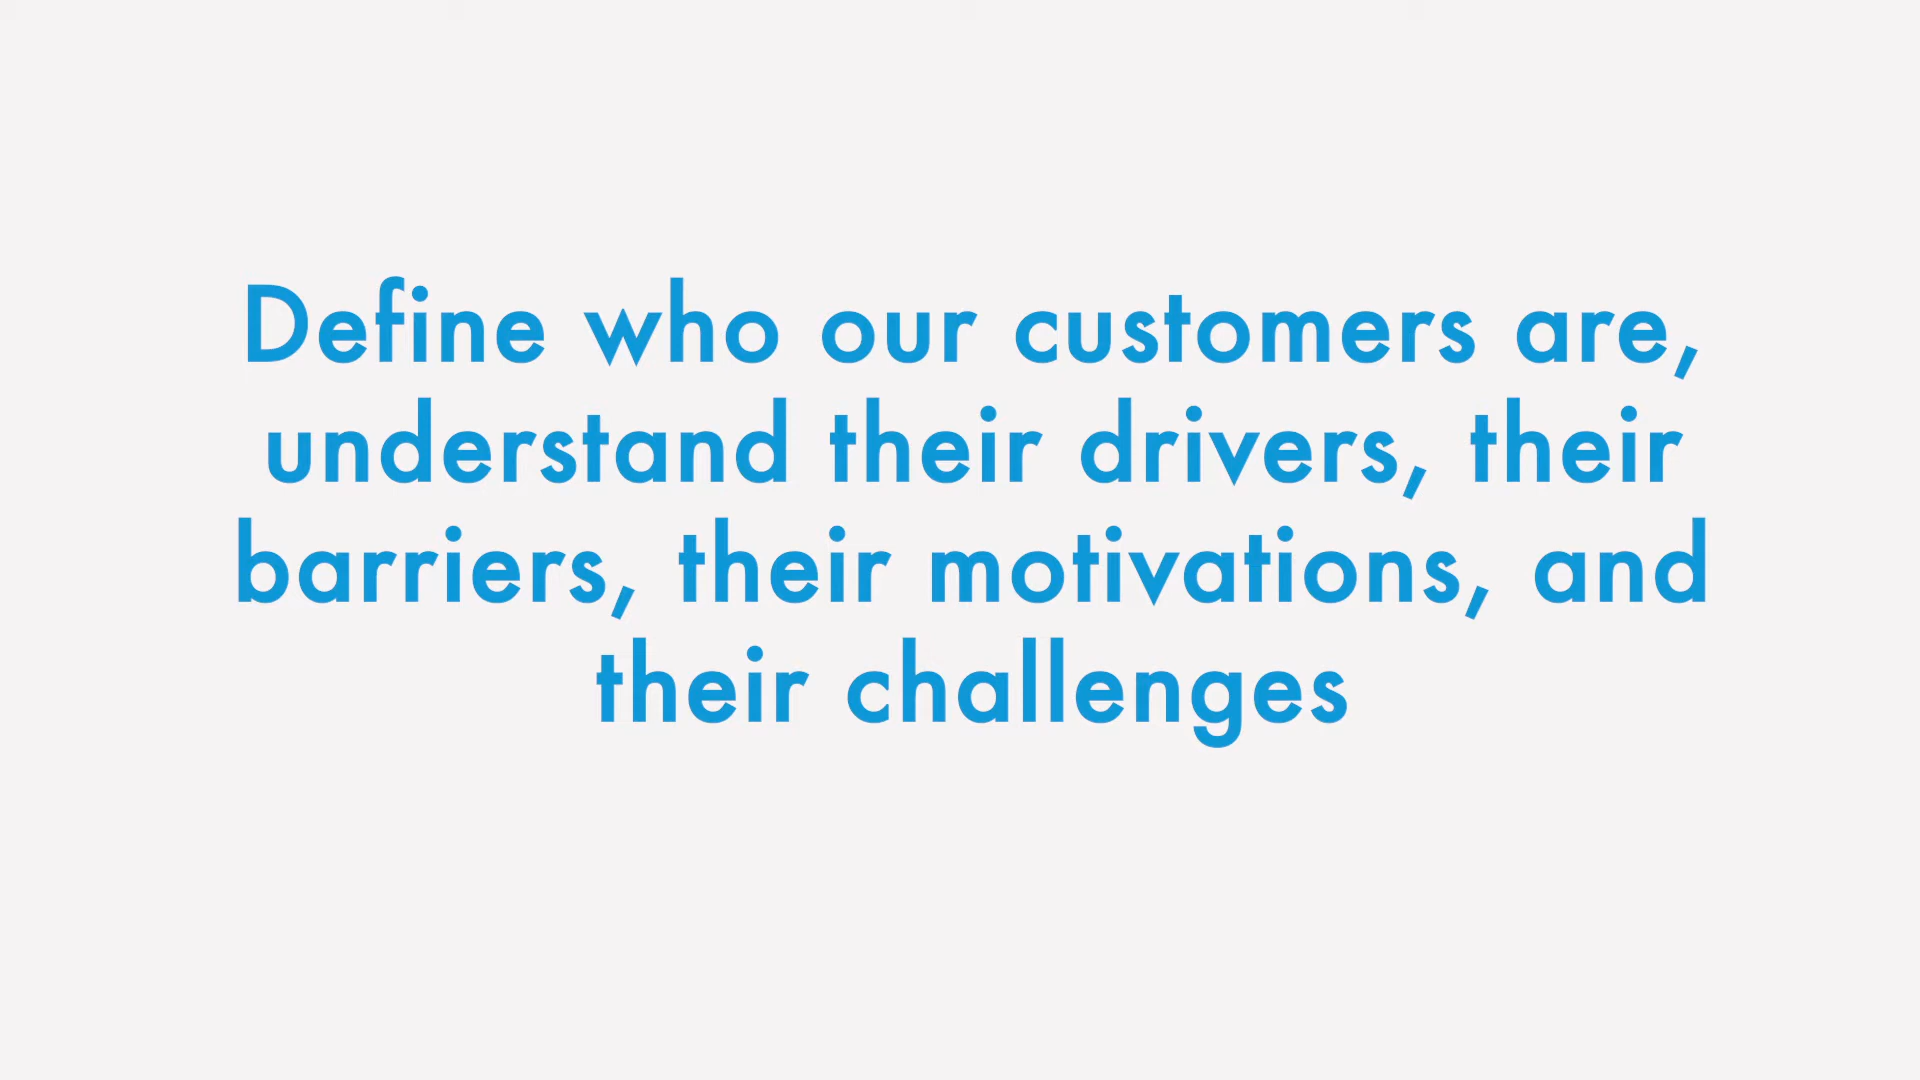 Define who our customers are,
understand their drivers, their
barriers, their motivations, and
their challenges